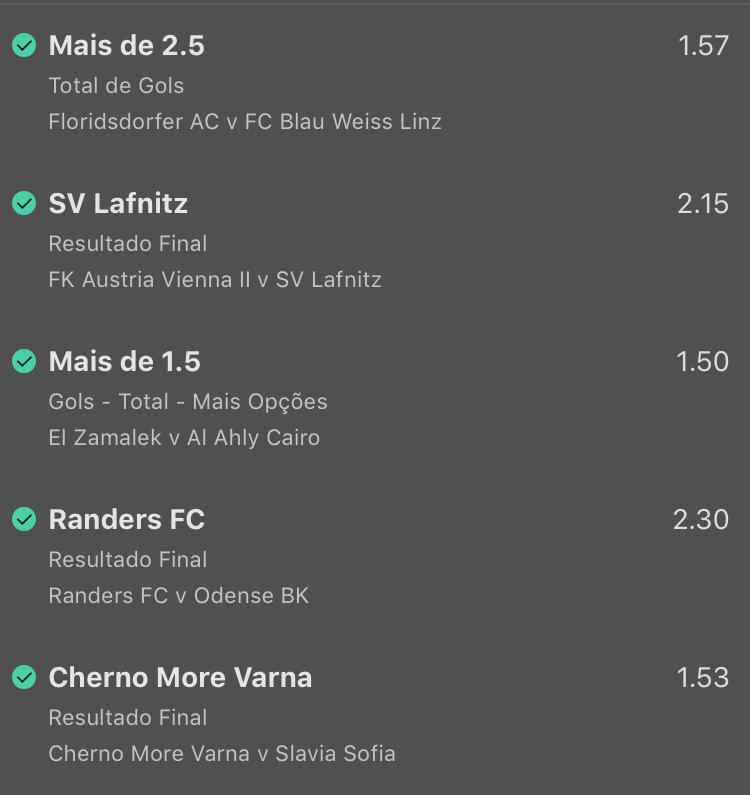 Mais de 2.5 1.57
Total de Gols
Floridsdorfer AC v FC Blau Weiss Linz
SV Lafnitz 2.15
Resultado Final
FK Austria Vienna II v SV Lafnitz
Mais de 1.5 1.50
Gols - Total - Mais Opções
El Zamalek v Al Ahly Cairo
Randers FC 2.30
Resultado Final
Randers FC v Odense BK
Cherno More Varna 1.53
Resultado Final
Cherno More Varna v Slavia Sofia